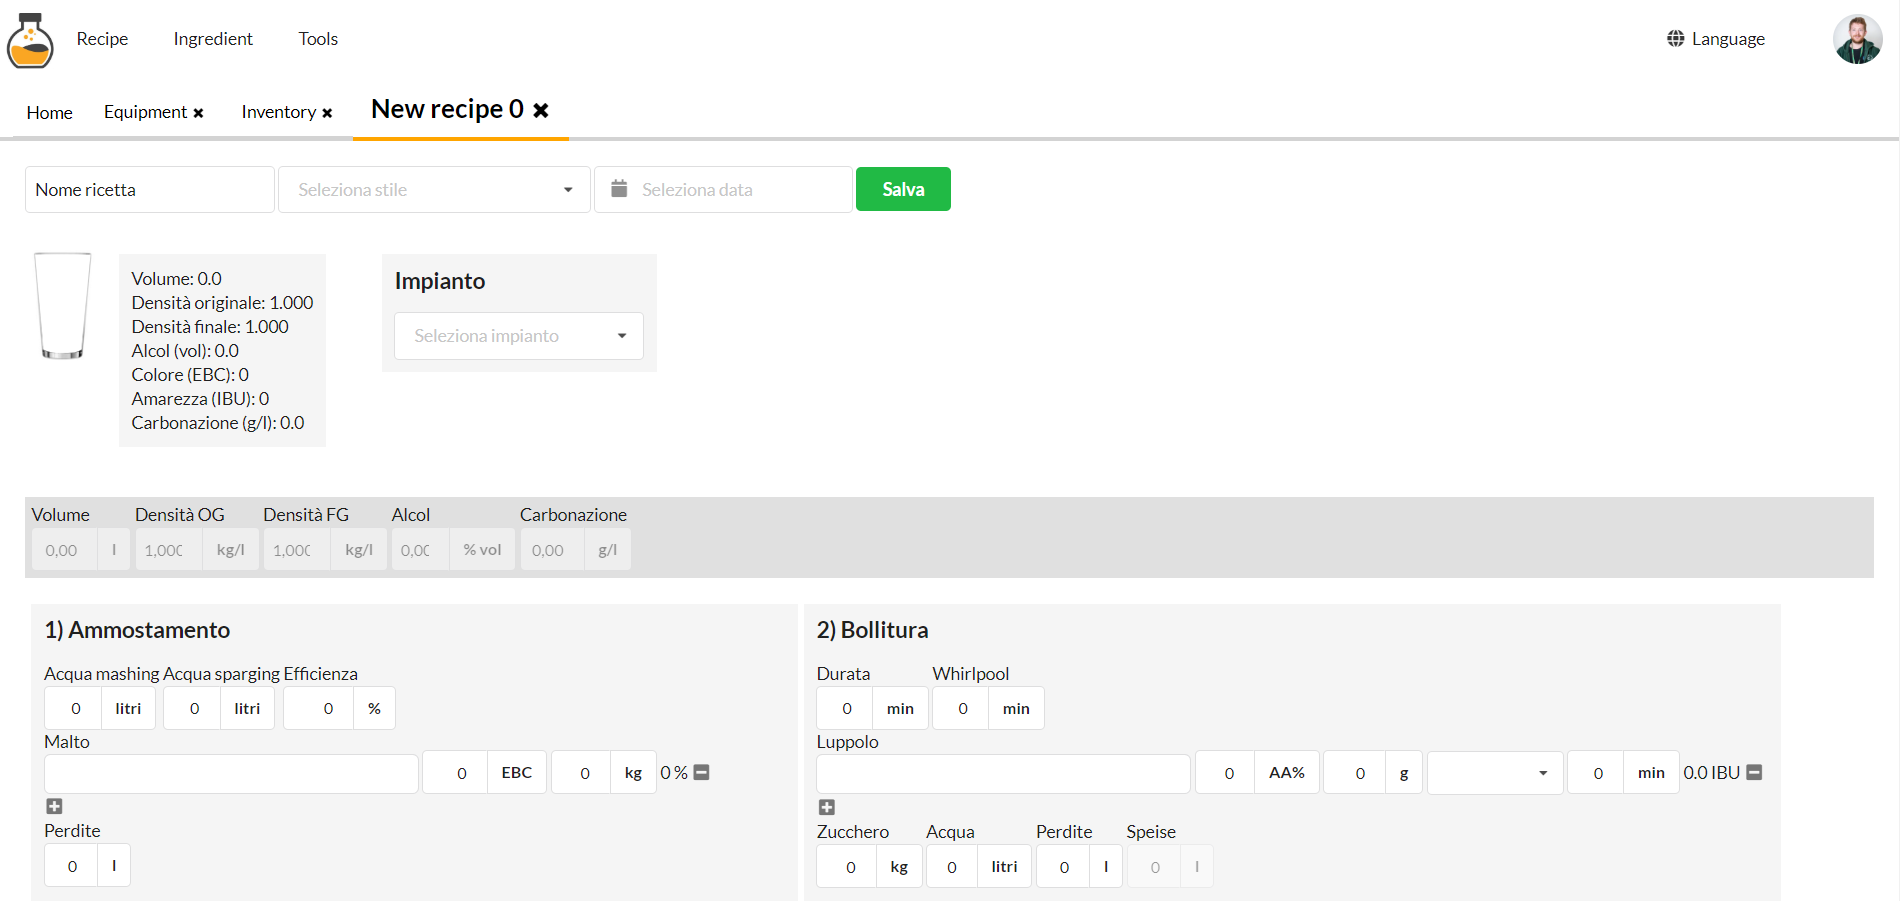 Recipe Ingredient Tools Language
Home Equipment Inventory New recipe 0
Nome ricetta Seleziona stile Seleziona data Salva
Volume: 0.0
Densità originale: 1.000
Densità finale: 1.000
Alcol (vol): 0.0
Colore (EBC): 0
Amarezza (IBU): 0
Carbonazione (g/l): 0.0
Impianto
Seleziona impianto
Volume Densità OG Densità FG Alcol Carbonazione
0,00 l 1,000 kg/l 1,000 kg/l 0,00 % vol 0,00 g/l
1) Ammostamento
Acqua mashing Acqua sparging Efficienza
0 litri 0 litri 0 %
Malto
0 EBC 0 kg 0 %
Perdite
0 l
2) Bollitura
Durata Whirlpool
0 min 0 min
Luppolo
0 AA% 0 g 0 min 0.0 IBU
Zucchero Acqua Perdite Speise
0 kg 0 litri 0 l 0 l